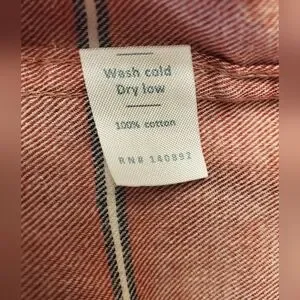 Wash cold
Dry low
100% cotton
RN# 140892